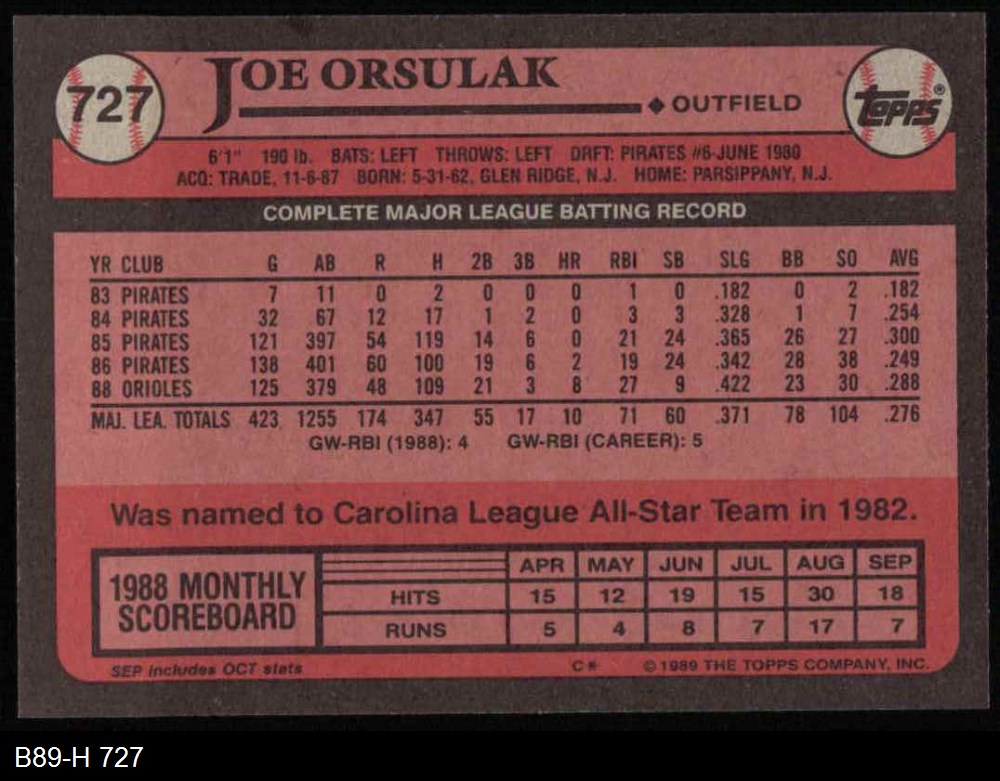 727
JOE ORSULAK
◆ OUTFIELD
TOPPS®
6'1" 190 lb. BATS: LEFT THROWS: LEFT DRFT: PIRATES #6-JUNE 1980
ACQ: TRADE, 11-6-87 BORN: 5-31-62, GLEN RIDGE, N.J. HOME: PARSIPPANY, N.J.
COMPLETE MAJOR LEAGUE BATTING RECORD
YR CLUB G AB R H 2B 3B HR RBI SB SLG BB SO AVG
83 PIRATES 7 11 0 2 0 0 0 1 0 .182 0 2 .182
84 PIRATES 32 67 12 17 1 2 0 3 3 .328 1 7 .254
85 PIRATES 121 397 54 119 14 6 0 21 24 .365 26 27 .300
86 PIRATES 138 401 60 100 19 6 2 19 24 .342 28 38 .249
88 ORIOLES 125 379 48 109 21 3 8 27 9 .422 23 30 .288
MAJ. LEA. TOTALS 423 1255 174 347 55 17 10 71 60 .371 78 104 .276
GW-RBI (1988): 4 GW-RBI (CAREER): 5
Was named to Carolina League All-Star Team in 1982.
1988 MONTHLY
SCOREBOARD
APR MAY JUN JUL AUG SEP
HITS 15 12 19 15 30 18
RUNS 5 4 8 7 17 7
SEP includes OCT stats
C* © 1989 THE TOPPS COMPANY, INC.
B89-H 727